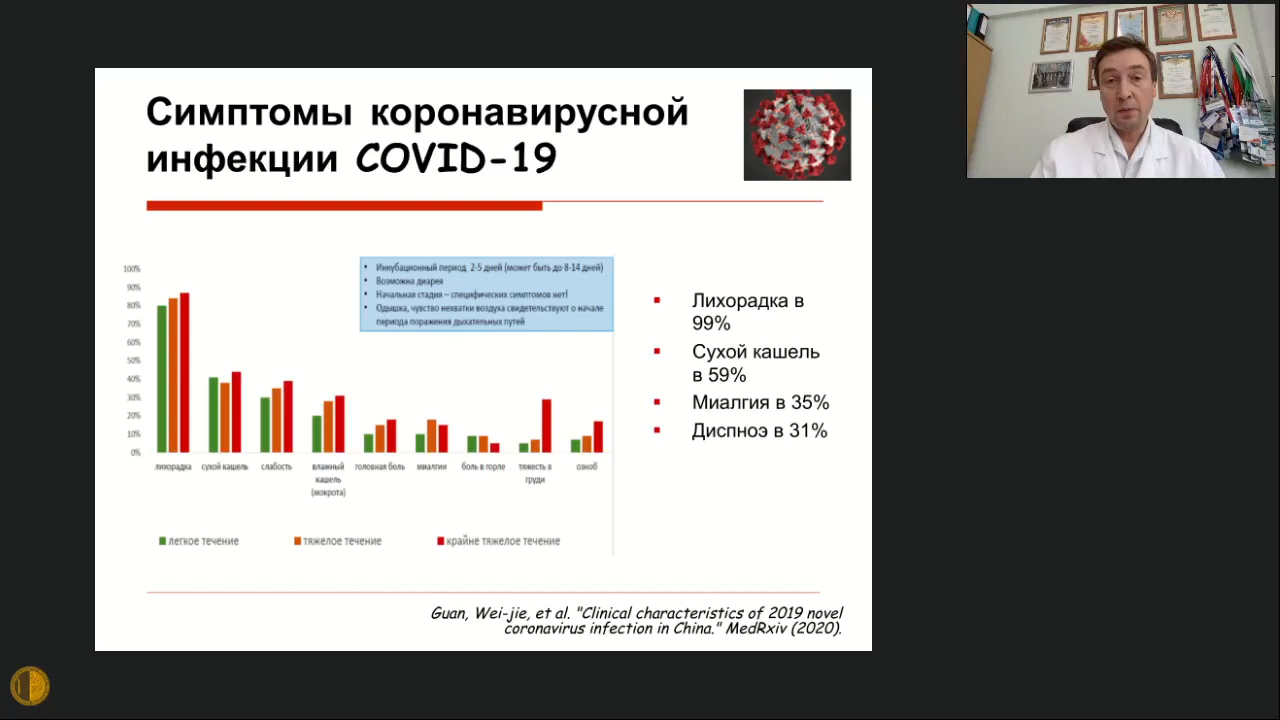 Симптомы коронавирусной
инфекции COVID-19
100%
90%
80%
70%
60%
50%
40%
30%
20%
10%
0%
• Инкубационный период 2-5 дней (может быть до 8-14 дней)
• Возможна диарея
• Начальная стадия – специфических симптомов нет!
• Одышка, чувство нехватки воздуха свидетельствуют о начале
периода поражения дыхательных путей
лихорадка
сухой кашель
слабость
влажный
кашель
(мокрота)
головная боль
миалгии
боль в горле
тяжесть в
груди
озноб
легкое течение
тяжелое течение
крайне тяжелое течение
Лихорадка в
99%
Сухой кашель
в 59%
Миалгия в 35%
Диспноэ в 31%
Guan, Wei-jie, et al. "Clinical characteristics of 2019 novel
coronavirus infection in China." MedRxiv (2020).